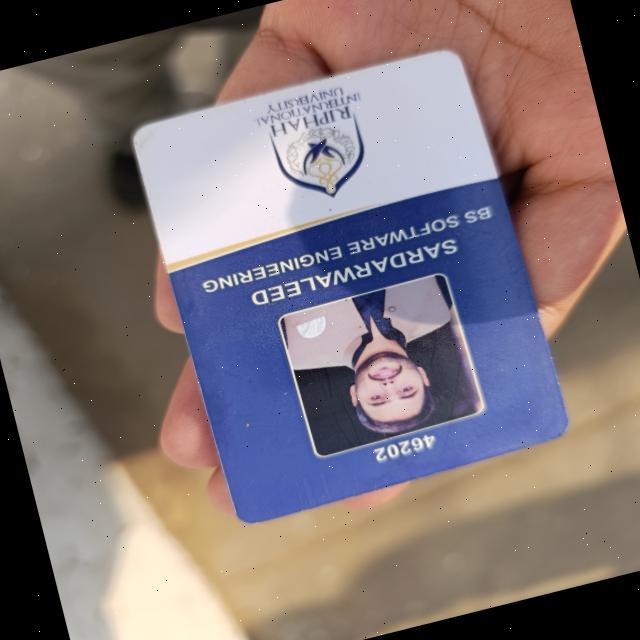 RIPHAH
INTERNATIONAL
UNIVERSITY
BS SOFTWARE ENGINEERING
SARDARWALEED
46202